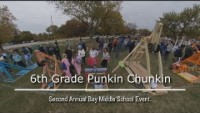 6th Grade Punkin Chunkin
Second Annual Bay Middle School Event